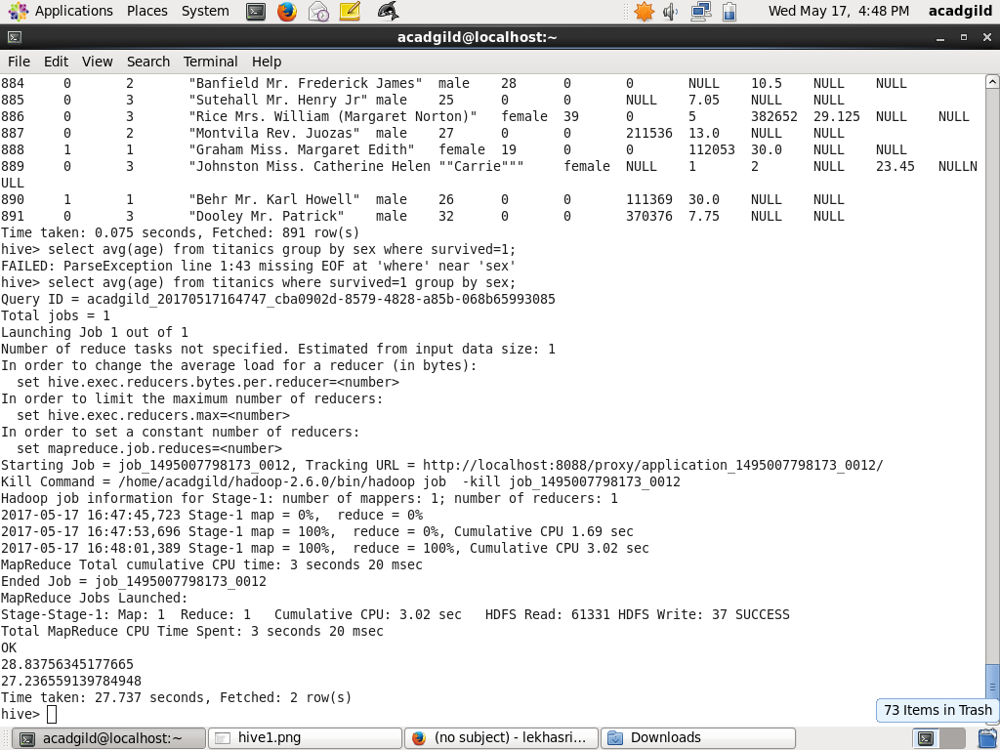 Applications Places System Wed May 17, 4:48 PM acadgild
acadgild@localhost:~
File Edit View Search Terminal Help
884 0 2 "Banfield Mr. Frederick James" male 28 0 0 NULL 10.5 NULL NULL
885 0 3 "Sutehall Mr. Henry Jr" male 25 0 0 NULL 7.05 NULL NULL
886 0 3 "Rice Mrs. William (Margaret Norton)" female 39 0 5 382652 29.125 NULL NULL
887 0 2 "Montvila Rev. Juozas" male 27 0 0 211536 13.0 NULL NULL
888 1 1 "Graham Miss. Margaret Edith" female 19 0 0 112053 30.0 NULL NULL
889 0 3 "Johnston Miss. Catherine Helen ""Carrie""" female NULL 1 2 NULL 23.45 NULLN
ULL
890 1 1 "Behr Mr. Karl Howell" male 26 0 0 111369 30.0 NULL NULL
891 0 3 "Dooley Mr. Patrick" male 32 0 0 370376 7.75 NULL NULL
Time taken: 0.075 seconds, Fetched: 891 row(s)
hive> select avg(age) from titanics group by sex where survived=1;
FAILED: ParseException line 1:43 missing EOF at 'where' near 'sex'
hive> select avg(age) from titanics where survived=1 group by sex;
Query ID = acadgild_20170517164747_cba0902d-8579-4828-a85b-068b65993085
Total jobs = 1
Launching Job 1 out of 1
Number of reduce tasks not specified. Estimated from input data size: 1
In order to change the average load for a reducer (in bytes):
set hive.exec.reducers.bytes.per.reducer=<number>
In order to limit the maximum number of reducers:
set hive.exec.reducers.max=<number>
In order to set a constant number of reducers:
set mapreduce.job.reduces=<number>
Starting Job = job_1495007798173_0012, Tracking URL = http://localhost:8088/proxy/application_1495007798173_0012/
Kill Command = /home/acadgild/hadoop-2.6.0/bin/hadoop job -kill job_1495007798173_0012
Hadoop job information for Stage-1: number of mappers: 1; number of reducers: 1
2017-05-17 16:47:45,723 Stage-1 map = 0%, reduce = 0%
2017-05-17 16:47:53,696 Stage-1 map = 100%, reduce = 0%, Cumulative CPU 1.69 sec
2017-05-17 16:48:01,389 Stage-1 map = 100%, reduce = 100%, Cumulative CPU 3.02 sec
MapReduce Total cumulative CPU time: 3 seconds 20 msec
Ended Job = job_1495007798173_0012
MapReduce Jobs Launched:
Stage-Stage-1: Map: 1 Reduce: 1 Cumulative CPU: 3.02 sec HDFS Read: 61331 HDFS Write: 37 SUCCESS
Total MapReduce CPU Time Spent: 3 seconds 20 msec
OK
28.83756345177665
27.236559139784948
Time taken: 27.737 seconds, Fetched: 2 row(s)
hive>
73 Items in Trash
acadgild@localhost:~ hive1.png (no subject) - lekhasri... Downloads